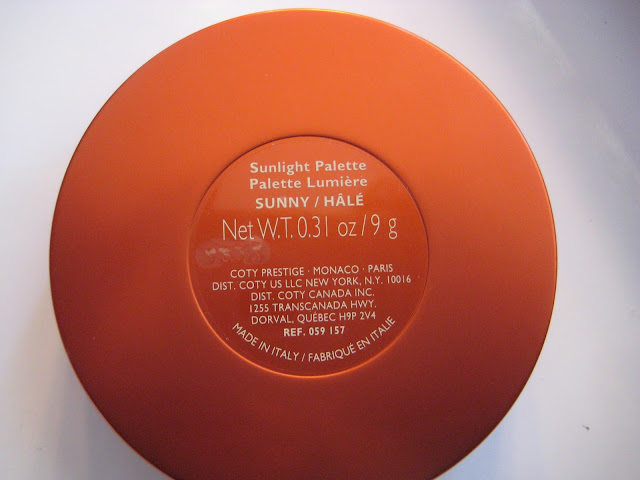 Sunlight Palette
Palette Lumière
SUNNY / HÂLÉ
Net W.T. 0.31 oz / 9 g
COTY PRESTIGE · MONACO · PARIS
DIST. COTY US LLC NEW YORK, N.Y. 10016
DIST. COTY CANADA INC.
1255 TRANSCANADA HWY.
DORVAL, QUÉBEC H9P 2V4
REF. 059 157
MADE IN ITALY / FABRIQUÉ EN ITALIE